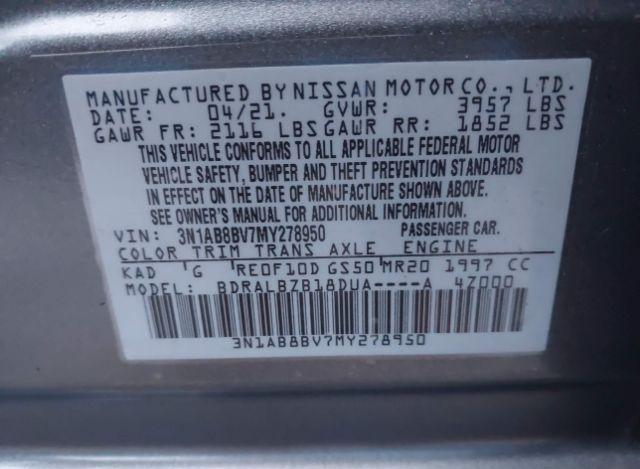 MANUFACTURED BY NISSAN MOTOR CO., LTD.
DATE: 04/21. GVWR: 3957 LBS
GAWR FR: 2116 LBS GAWR RR: 1852 LBS
THIS VEHICLE CONFORMS TO ALL APPLICABLE FEDERAL MOTOR
VEHICLE SAFETY, BUMPER AND THEFT PREVENTION STANDARDS
IN EFFECT ON THE DATE OF MANUFACTURE SHOWN ABOVE.
SEE OWNER'S MANUAL FOR ADDITIONAL INFORMATION.
VIN: 3N1AB8BV7MY278950 PASSENGER CAR.
COLOR TRIM TRANS AXLE ENGINE
KAD G RE0F10D GS50 MR20 1997 CC
MODEL: BDRALBZB18DUA----A 4Z000
3N1AB8BV7MY278950